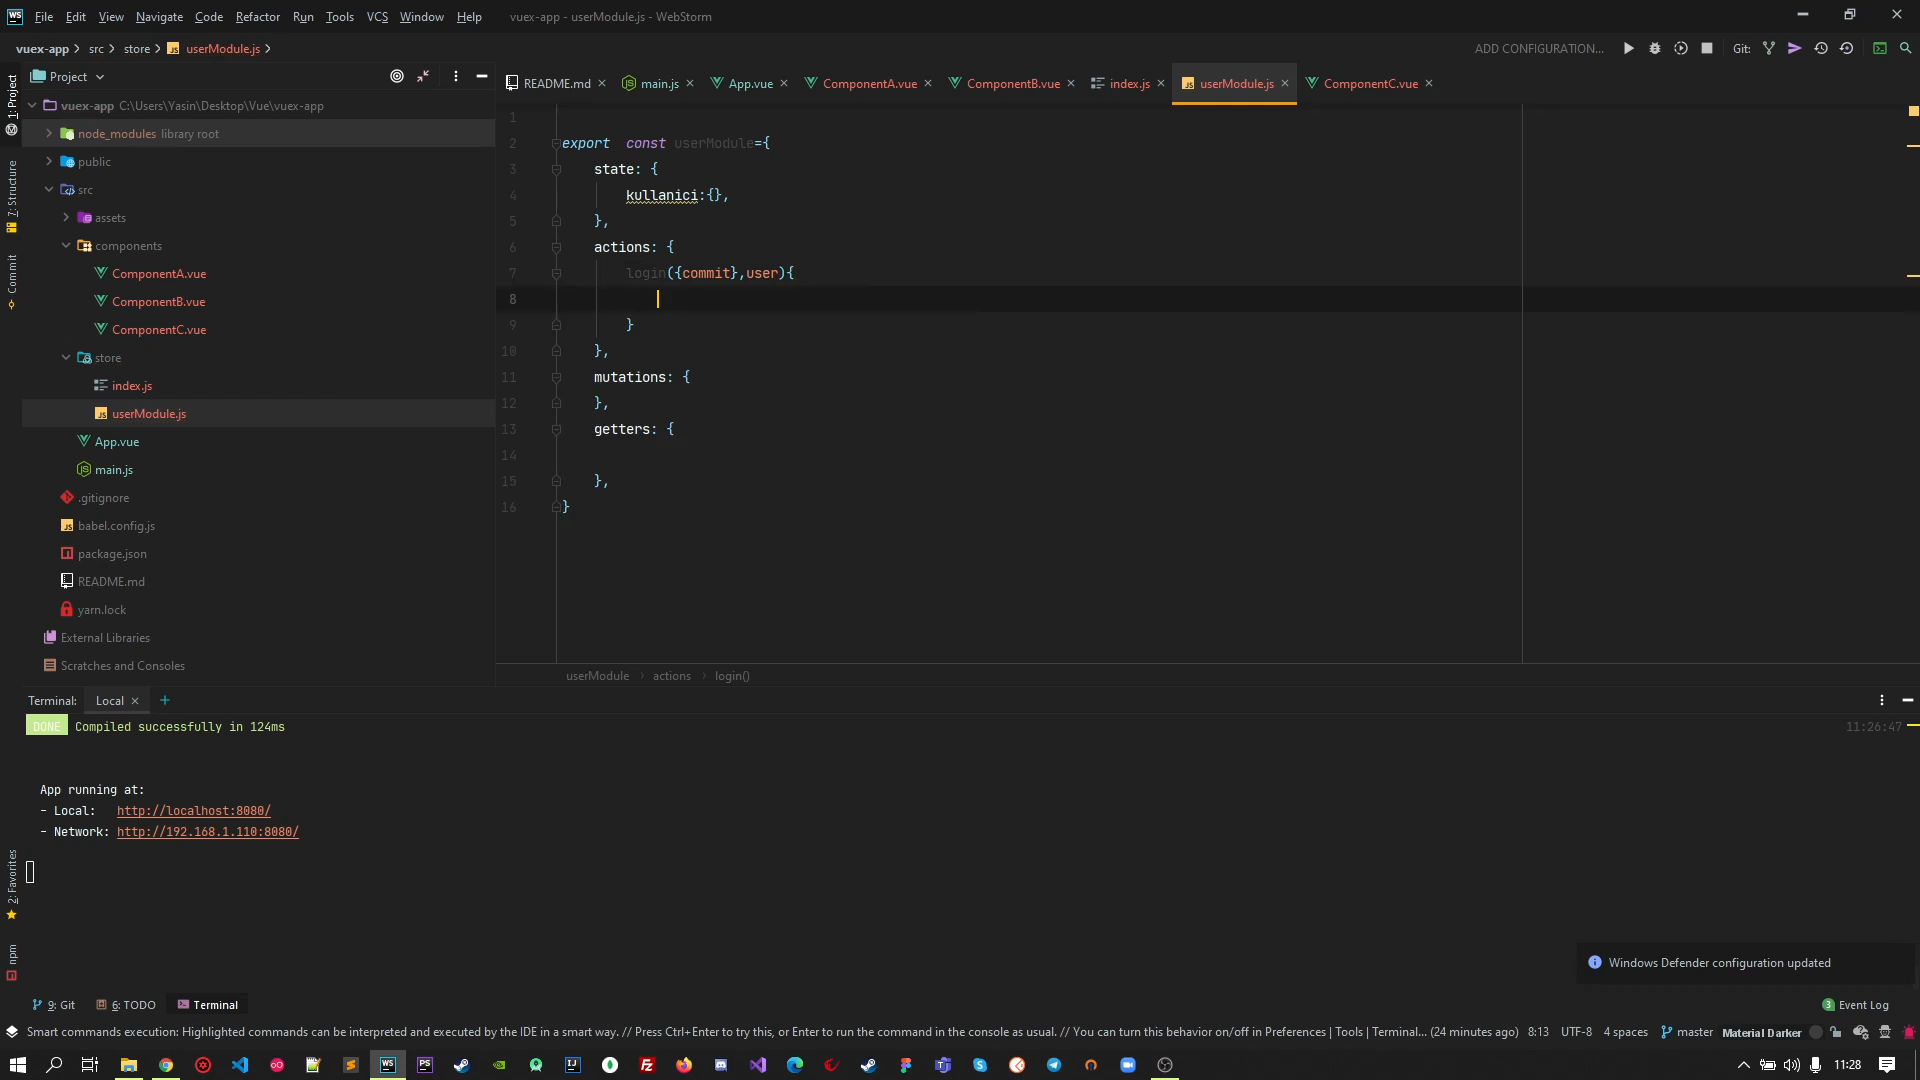 WS File Edit View Navigate Code Refactor Run Tools VCS Window Help vuex-app - userModule.js - WebStorm
vuex-app src store userModule.js ADD CONFIGURATION... Git:
Project
README.md main.js App.vue ComponentA.vue ComponentB.vue index.js userModule.js ComponentC.vue
1: Project
7: Structure
Commit
2: Favorites
npm
vuex-app C:\Users\Yasin\Desktop\Vue\vuex-app
node_modules library root
public
src
assets
components
ComponentA.vue
ComponentB.vue
ComponentC.vue
store
index.js
userModule.js
App.vue
main.js
.gitignore
babel.config.js
package.json
README.md
yarn.lock
External Libraries
Scratches and Consoles
1
2 export const userModule={
3 state: {
4 kullanici:{},
5 },
6 actions: {
7 login({commit},user){
8
9 }
10 },
11 mutations: {
12 },
13 getters: {
14
15 },
16 }
userModule actions login()
Terminal: Local +
DONE Compiled successfully in 124ms 11:26:47
App running at:
- Local: http://localhost:8080/
- Network: http://192.168.1.110:8080/
Windows Defender configuration updated
9: Git 6: TODO Terminal 3 Event Log
Smart commands execution: Highlighted commands can be interpreted and executed by the IDE in a smart way. // Press Ctrl+Enter to try this, or Enter to run the command in the console as usual. // You can turn this behavior on/off in Preferences | Tools | Terminal... (24 minutes ago) 8:13 UTF-8 4 spaces master Material Darker
11:28